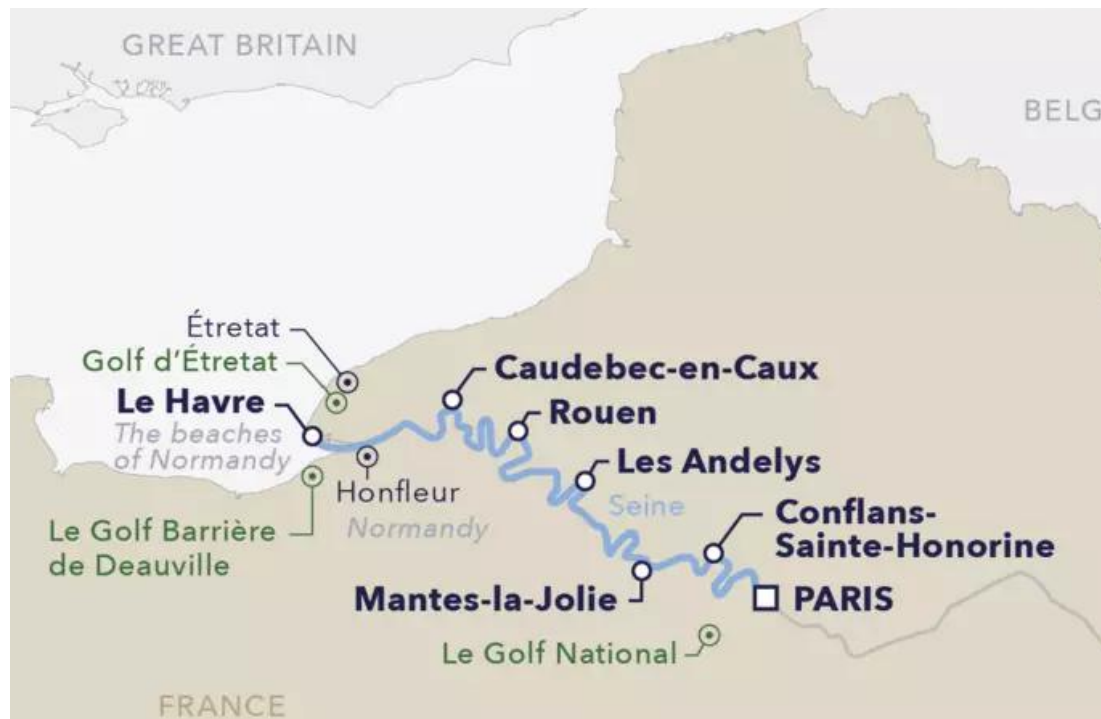 GREAT BRITAIN
BELG
Étretat
Golf d'Étretat
Le Havre
The beaches
of Normandy
Caudebec-en-Caux
Rouen
Les Andelys
Honfleur
Normandy
Seine
Le Golf Barrière
de Deauville
Conflans-
Sainte-Honorine
Mantes-la-Jolie
PARIS
Le Golf National
FRANCE